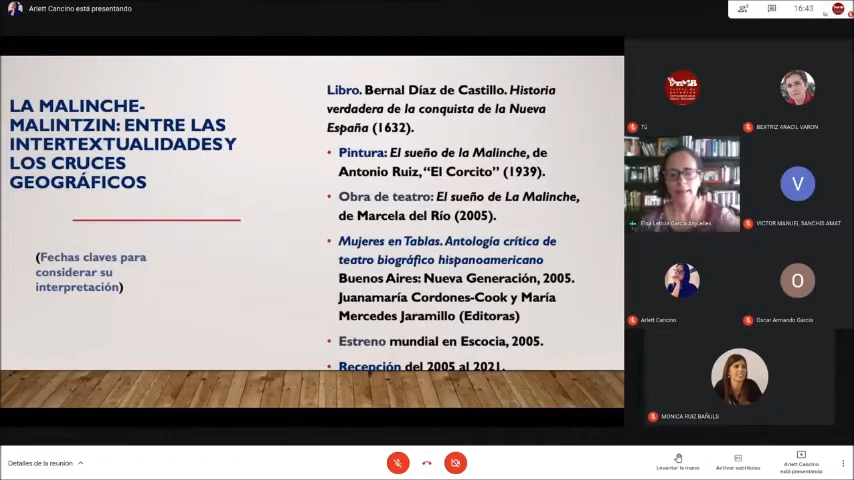 Arlett Cancino está presentando
16:43
LA MALINCHE-
MALINTZIN: ENTRE LAS
INTERTEXTUALIDADES Y
LOS CRUCES
GEOGRÁFICOS
(Fechas claves para
considerar su
interpretación)
Libro. Bernal Díaz de Castillo. Historia
verdadera de la conquista de la Nueva
España (1632).
• Pintura: El sueño de la Malinche, de
Antonio Ruiz, “El Corcito” (1939).
• Obra de teatro: El sueño de La Malinche,
de Marcela del Río (2005).
• Mujeres en Tablas. Antología crítica de
teatro biográfico hispanoamericano
Buenos Aires: Nueva Generación, 2005.
Juanamaría Cordones-Cook y María
Mercedes Jaramillo (Editoras)
• Estreno mundial en Escocia, 2005.
• Recepción del 2005 al 2021.
Tú
BEATRIZ ARACIL VARON
Elsa Leticia García Argüelles
V
VICTOR MANUEL SANCHIS AMAT
Arlett Cancino
O
Oscar Armando García
MONICA RUIZ BAÑULS
Detalles de la reunión
Levantar la mano
Activar subtítulos
Arlett Cancino
está presentando